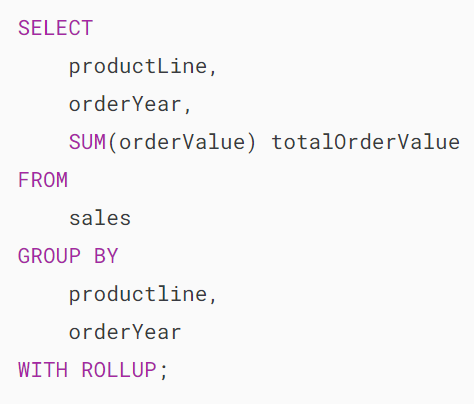 SELECT
productLine,
orderYear,
SUM(orderValue) totalOrderValue
FROM
sales
GROUP BY
productline,
orderYear
WITH ROLLUP;